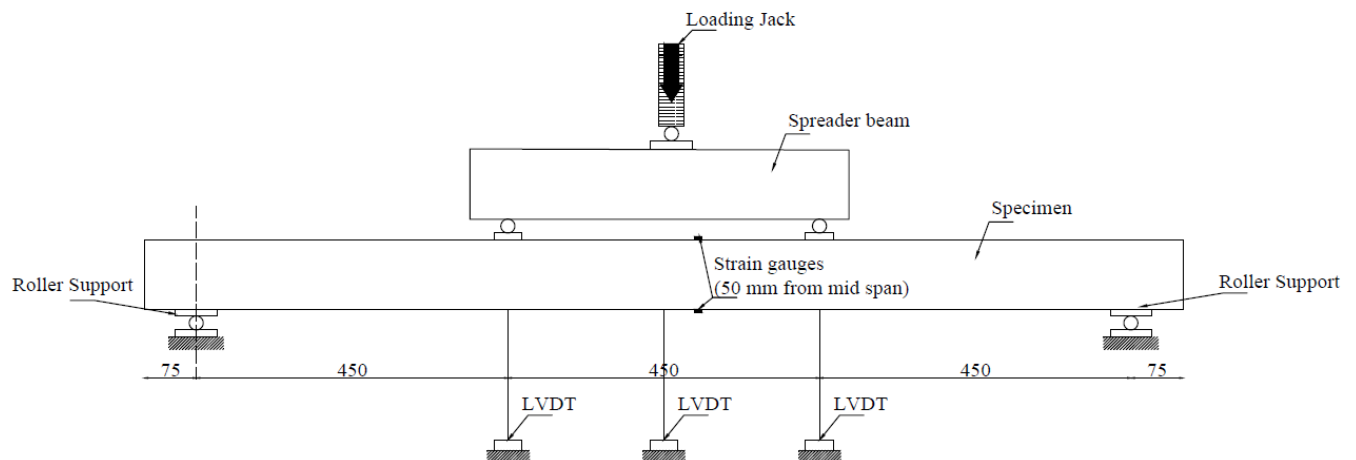 Loading Jack
Spreader beam
Specimen
Roller Support
Strain gauges
(50 mm from mid span)
Roller Support
75
450
450
450
75
LVDT
LVDT
LVDT